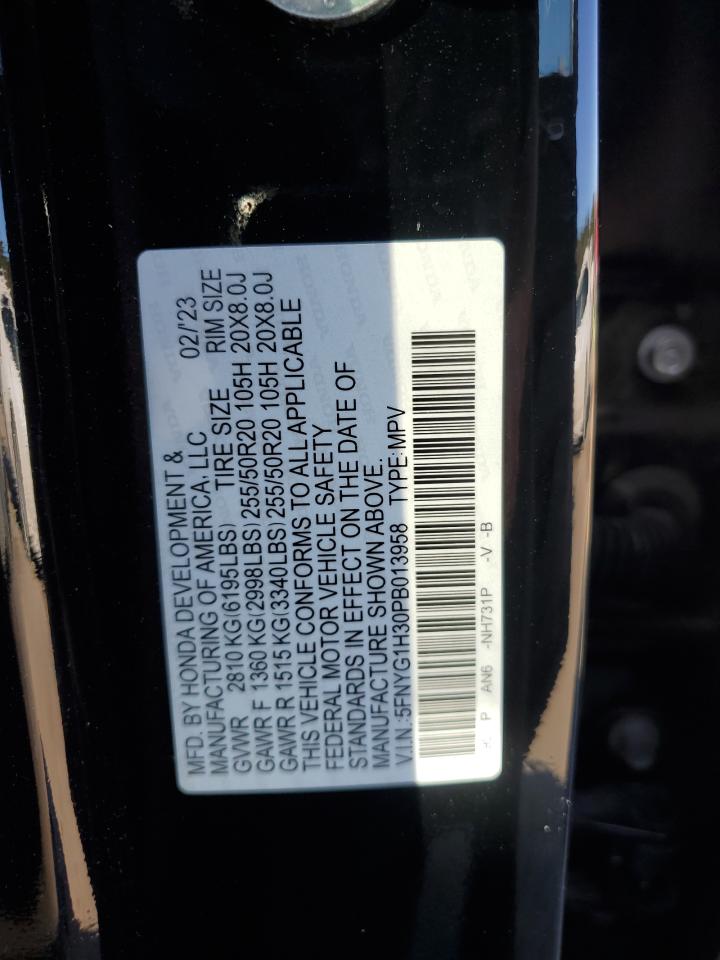 MFD. BY HONDA DEVELOPMENT & 02/'23
MANUFACTURING OF AMERICA, LLC
GVWR 2810 KG(6195LBS) TIRE SIZE RIM SIZE
GAWR F 1360 KG(2998LBS) 255/50R20 105H 20X8.0J
GAWR R 1515 KG(3340LBS) 255/50R20 105H 20X8.0J
THIS VEHICLE CONFORMS TO ALL APPLICABLE
FEDERAL MOTOR VEHICLE SAFETY
STANDARDS IN EFFECT ON THE DATE OF
MANUFACTURE SHOWN ABOVE.
V.I.N.:5FNYG1H30PB013958 TYPE:MPV
P AN6 -NH731P -V -B